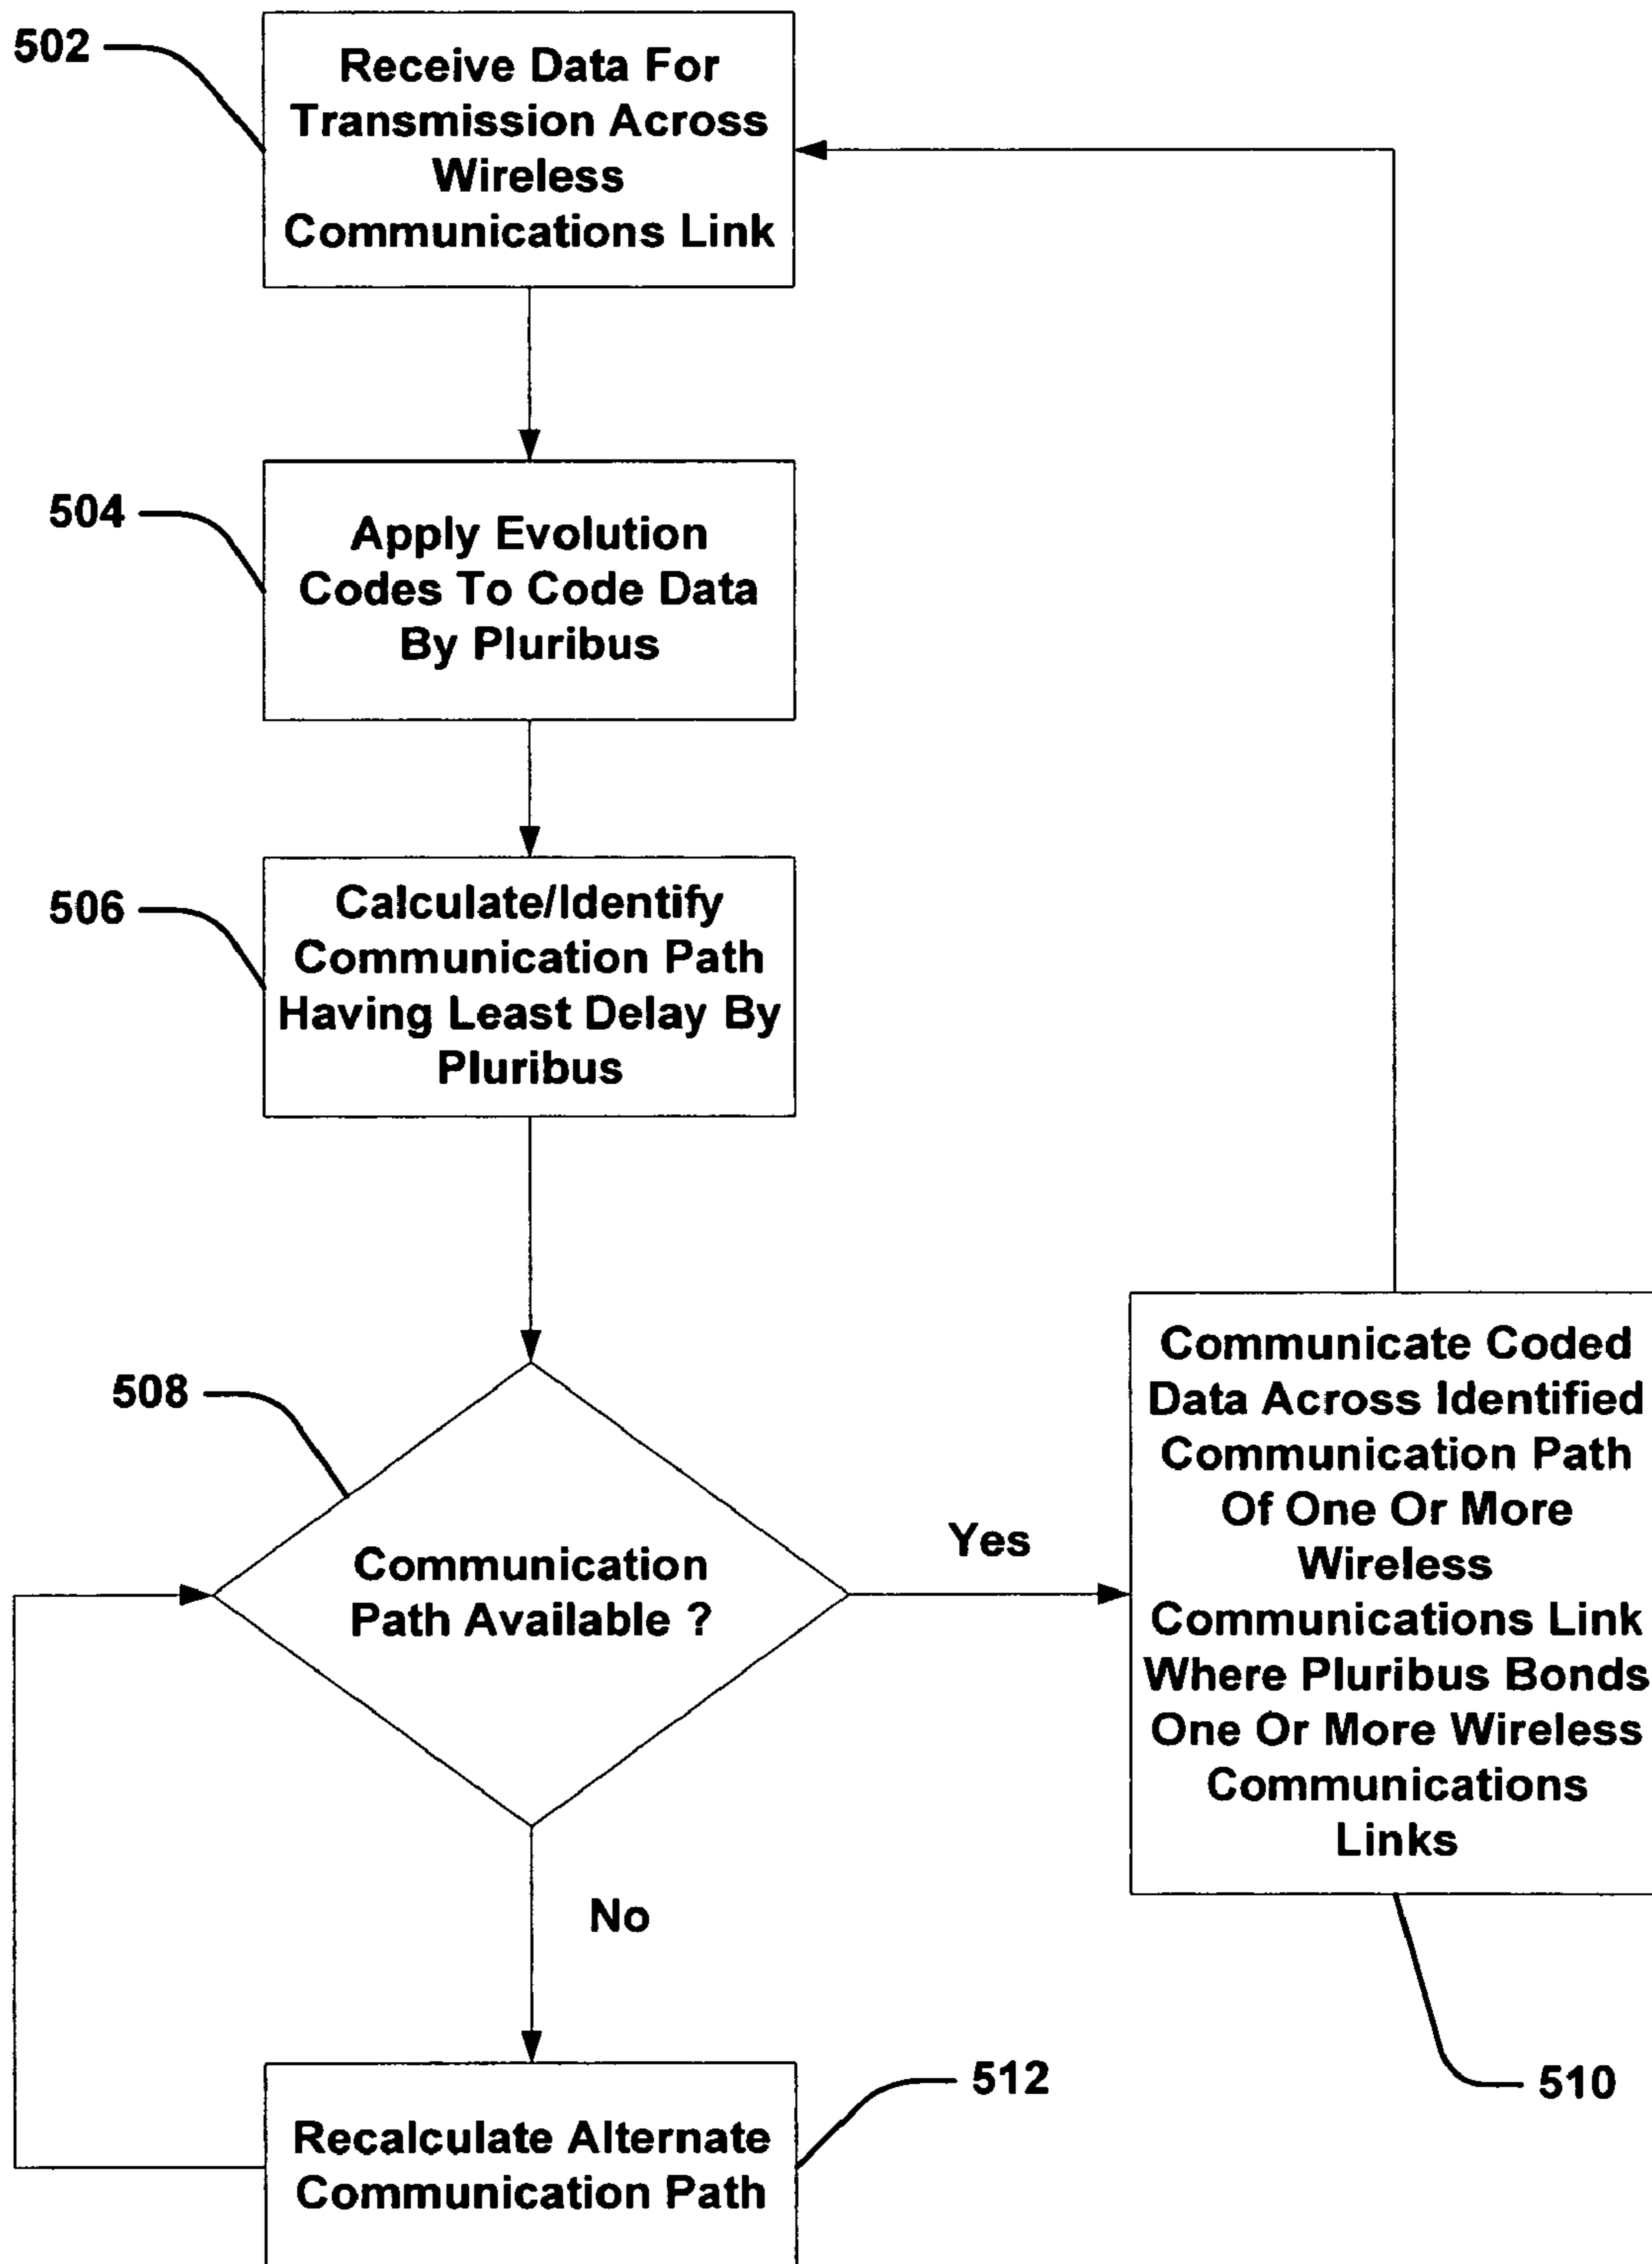 502
Receive Data For
Transmission Across
Wireless
Communications Link
504
Apply Evolution
Codes To Code Data
By Pluribus
506
Calculate/Identify
Communication Path
Having Least Delay By
Pluribus
508
Communication
Path Available ?
Yes
Communicate Coded
Data Across Identified
Communication Path
Of One Or More
Wireless
Communications Link
Where Pluribus Bonds
One Or More Wireless
Communications
Links
510
No
512
Recalculate Alternate
Communication Path